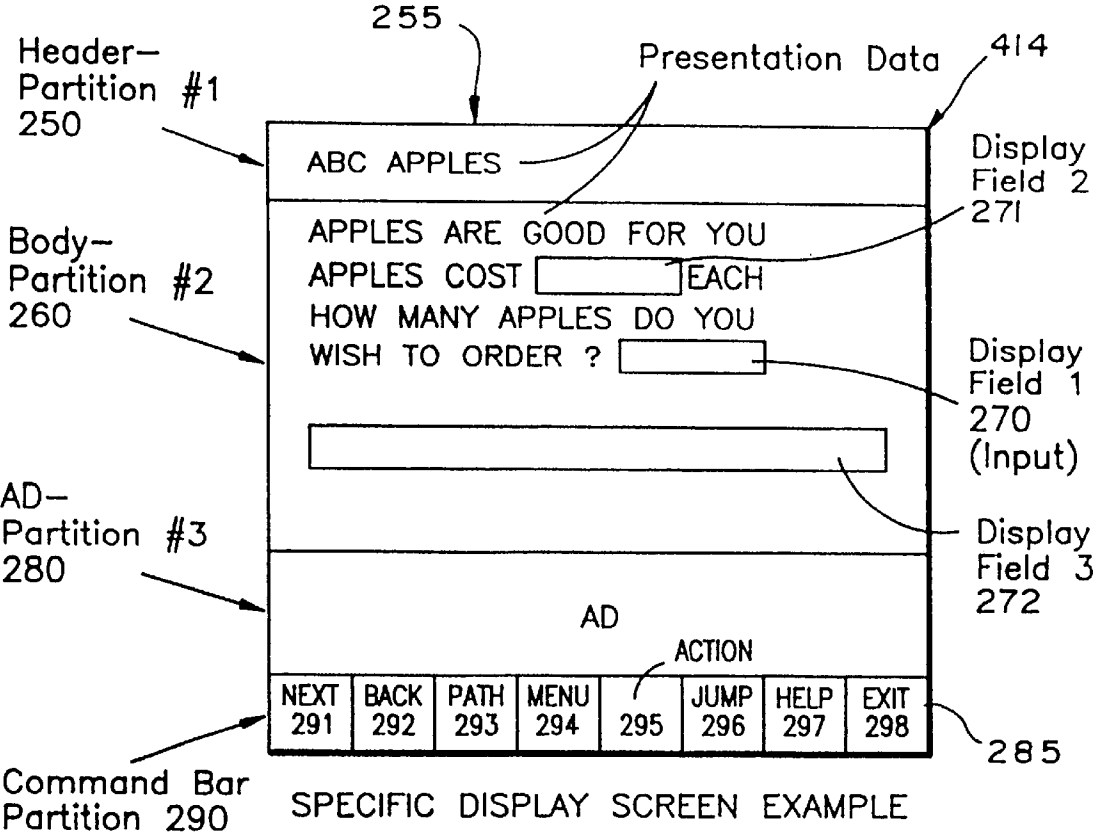 255
Header—
Partition #1
250
Presentation Data
414
ABC APPLES
Display
Field 2
271
Body—
Partition #2
260
APPLES ARE GOOD FOR YOU
APPLES COST EACH
HOW MANY APPLES DO YOU
WISH TO ORDER ?
Display
Field 1
270
(Input)
AD—
Partition #3
280
Display
Field 3
272
AD
ACTION
NEXT BACK PATH MENU JUMP HELP EXIT
291 292 293 294 295 296 297 298
285
Command Bar
Partition 290
SPECIFIC DISPLAY SCREEN EXAMPLE